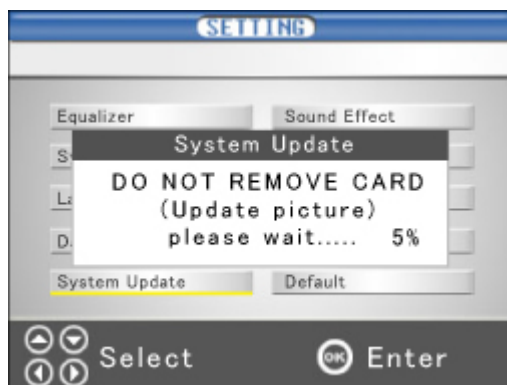 SETTING
Equalizer
Sound Effect
System Update
DO NOT REMOVE CARD
(Update picture)
please wait..... 5%
System Update
Default
Select
OK
Enter